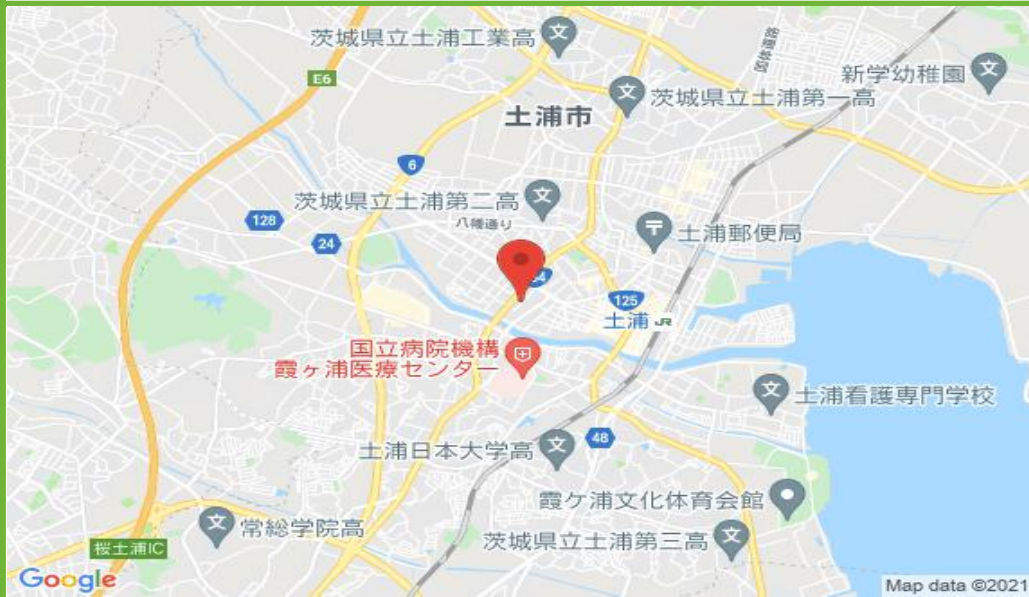 茨城県立土浦工業高
新学幼稚園
E6
茨城県立土浦第一高
土浦市
6
茨城県立土浦第二高
128
八幡通り
土浦郵便局
24
125
土浦 JR
国立病院機構
霞ヶ浦医療センター
土浦看護専門学校
土浦日本大学高
48
霞ケ浦文化体育会館
常総学院高
茨城県立土浦第三高
桜土浦IC
Google
Map data ©2021